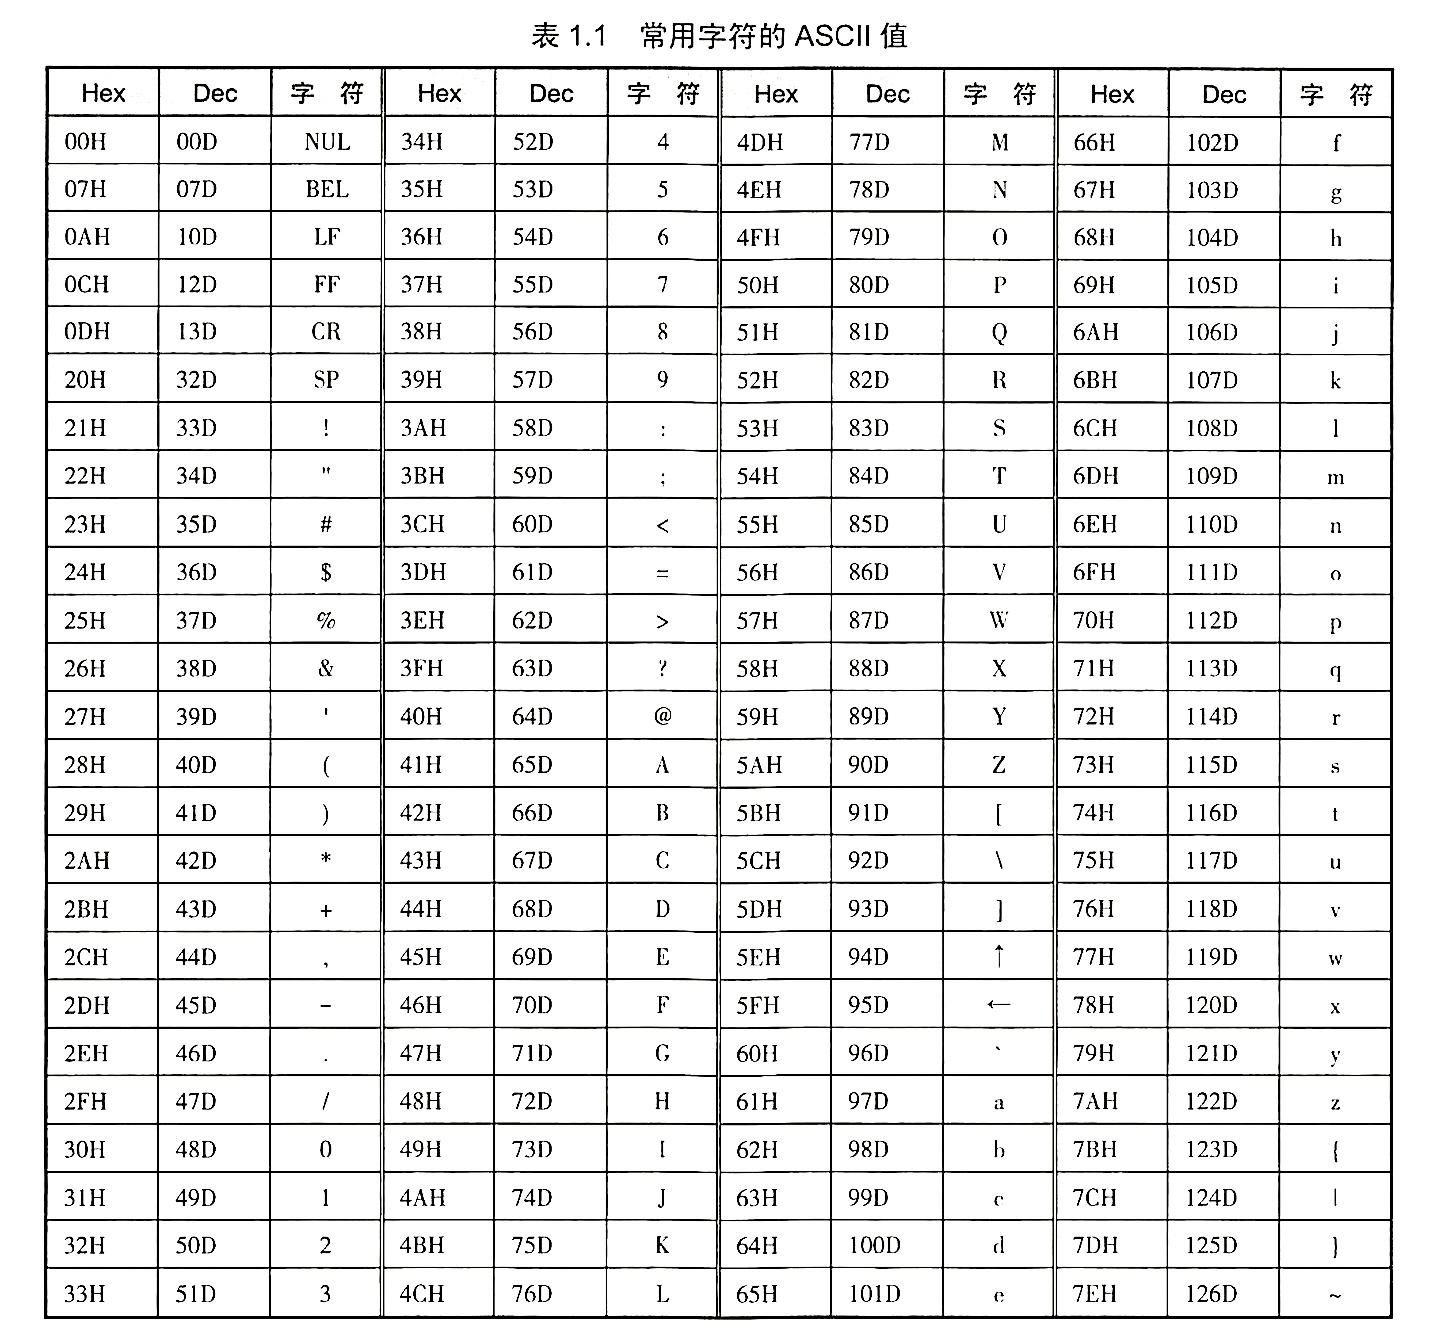 表 1.1 常用字符的 ASCII 值
Hex Dec 字 符 Hex Dec 字 符 Hex Dec 字 符 Hex Dec 字 符
00H 00D NUL 34H 52D 4 4DH 77D M 66H 102D f
07H 07D BEL 35H 53D 5 4EH 78D N 67H 103D g
0AH 10D LF 36H 54D 6 4FH 79D O 68H 104D h
0CH 12D FF 37H 55D 7 50H 80D P 69H 105D i
0DH 13D CR 38H 56D 8 51H 81D Q 6AH 106D j
20H 32D SP 39H 57D 9 52H 82D R 6BH 107D k
21H 33D ! 3AH 58D : 53H 83D S 6CH 108D l
22H 34D " 3BH 59D ; 54H 84D T 6DH 109D m
23H 35D # 3CH 60D < 55H 85D U 6EH 110D n
24H 36D $ 3DH 61D = 56H 86D V 6FH 111D o
25H 37D % 3EH 62D > 57H 87D W 70H 112D p
26H 38D & 3FH 63D ? 58H 88D X 71H 113D q
27H 39D ' 40H 64D @ 59H 89D Y 72H 114D r
28H 40D ( 41H 65D A 5AH 90D Z 73H 115D s
29H 41D ) 42H 66D B 5BH 91D [ 74H 116D t
2AH 42D * 43H 67D C 5CH 92D \ 75H 117D u
2BH 43D + 44H 68D D 5DH 93D ] 76H 118D v
2CH 44D , 45H 69D E 5EH 94D ↑ 77H 119D w
2DH 45D – 46H 70D F 5FH 95D ← 78H 120D x
2EH 46D . 47H 71D G 60H 96D ` 79H 121D y
2FH 47D / 48H 72D H 61H 97D a 7AH 122D z
30H 48D 0 49H 73D I 62H 98D b 7BH 123D {
31H 49D 1 4AH 74D J 63H 99D c 7CH 124D |
32H 50D 2 4BH 75D K 64H 100D d 7DH 125D }
33H 51D 3 4CH 76D L 65H 101D e 7EH 126D ~